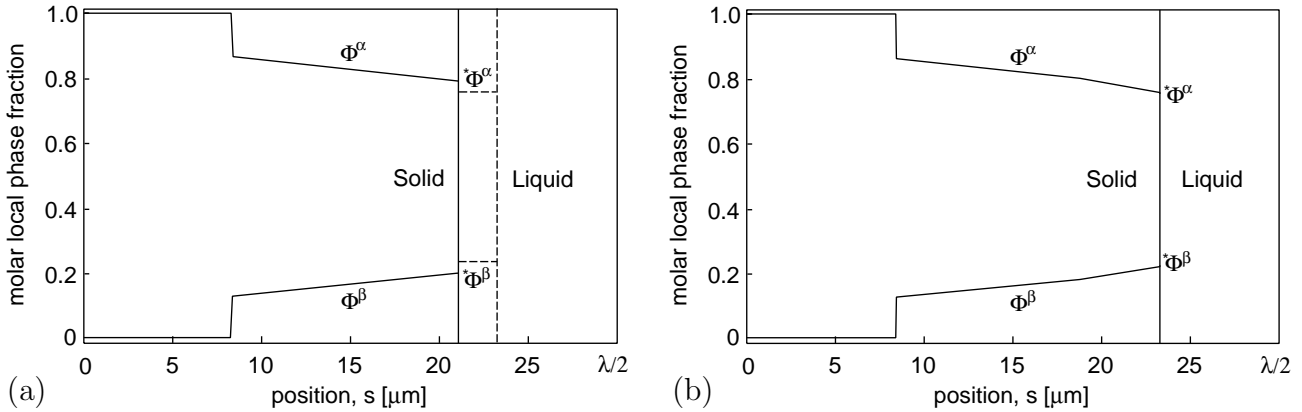 molar local phase fraction
1.0
0.8
0.6
0.4
0.2
0
Φα
*Φα
Solid
Liquid
*Φβ
Φβ
0 5 10 15 20 25 λ/2
position, s [μm]
(a)
molar local phase fraction
1.0
0.8
0.6
0.4
0.2
0
Φα
*Φα
Solid
Liquid
*Φβ
Φβ
0 5 10 15 20 25 λ/2
position, s [μm]
(b)